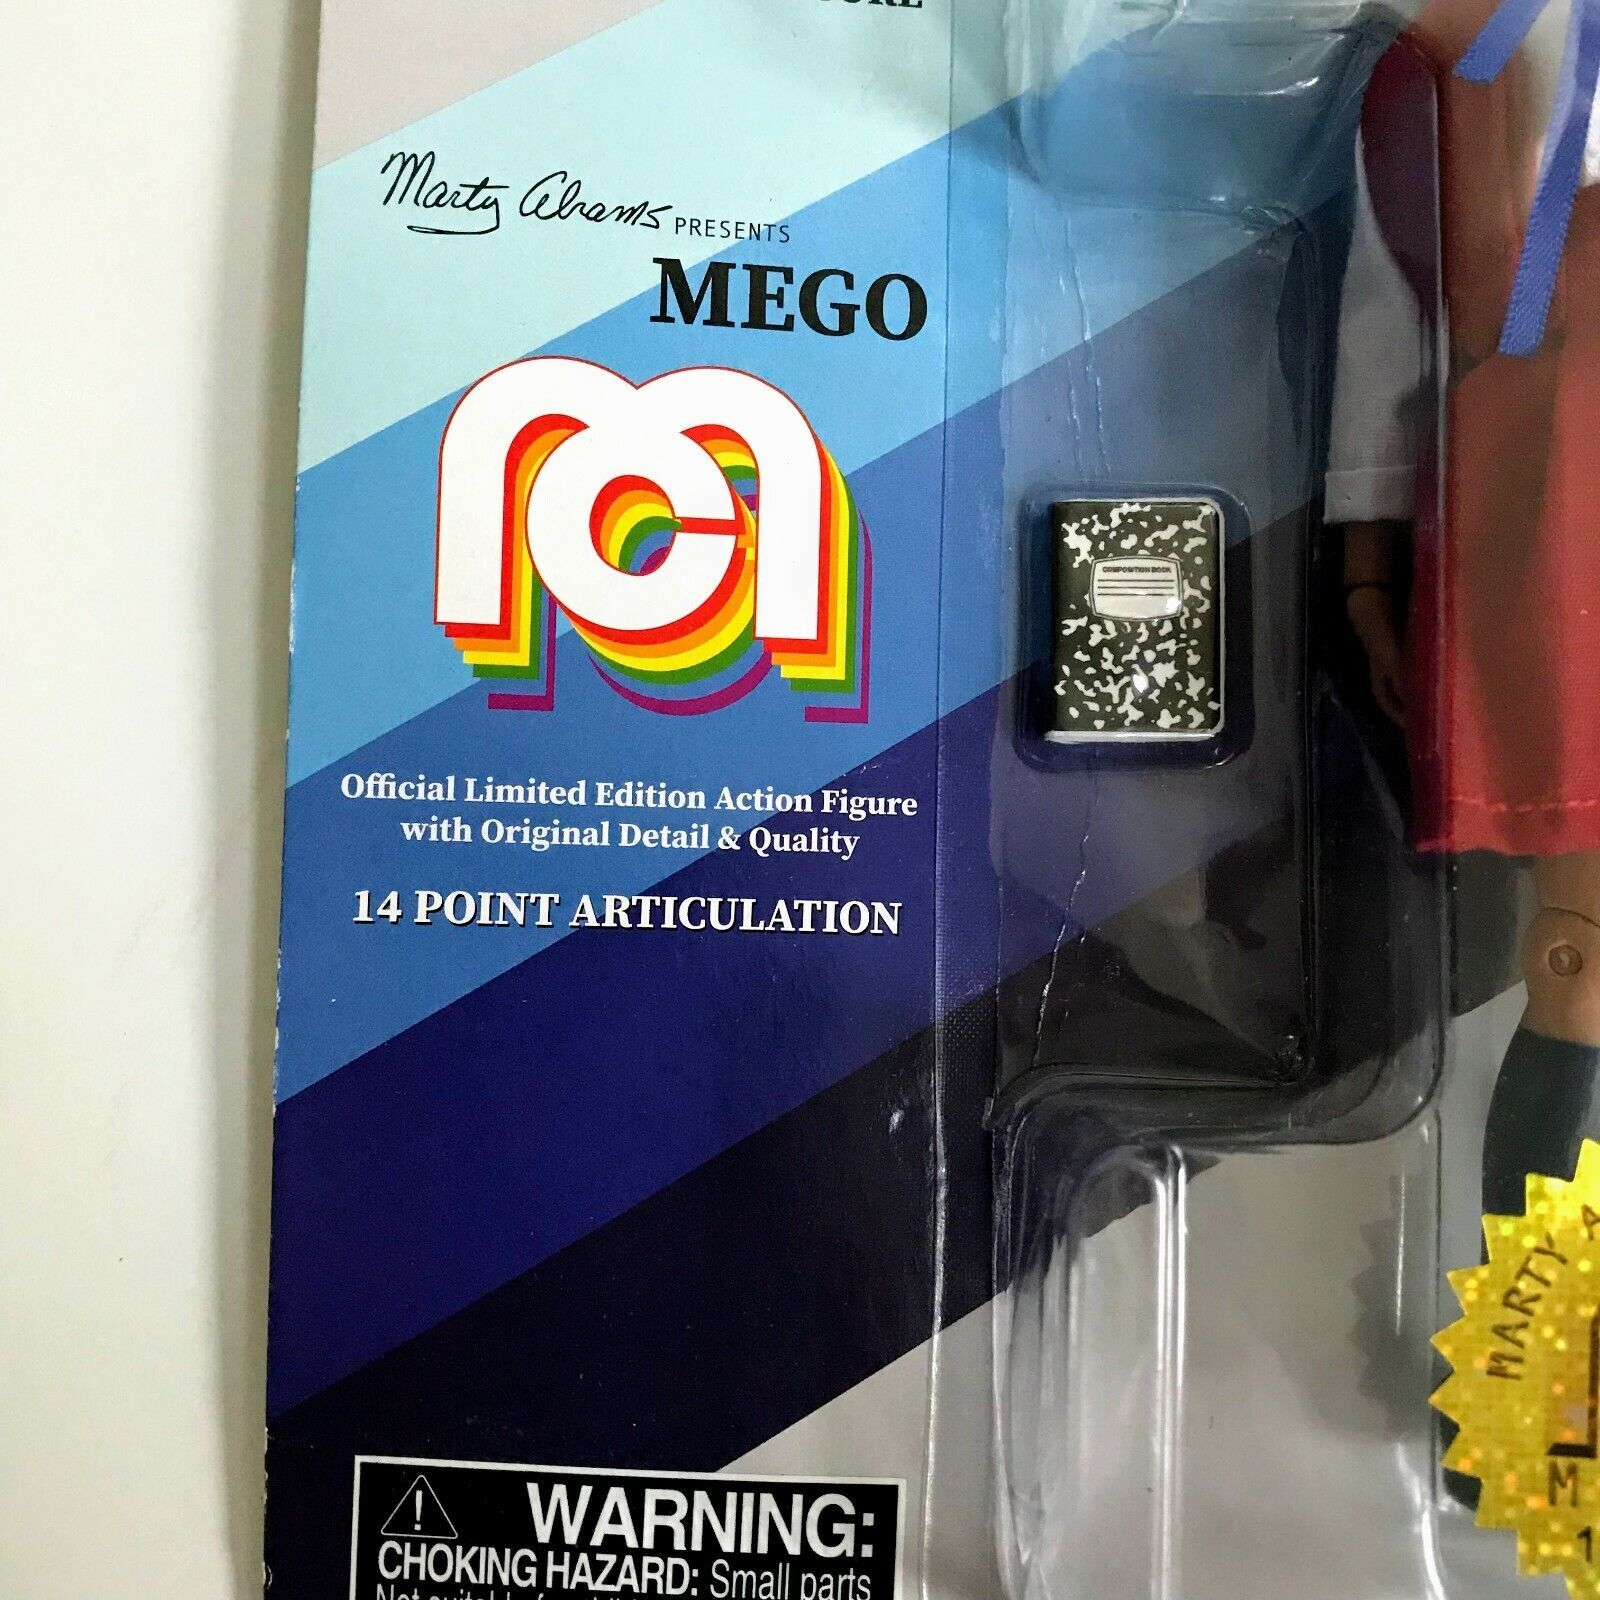 Marty Abrams PRESENTS
MEGO
COMPOSITION BOOK
Official Limited Edition Action Figure
with Original Detail & Quality
14 POINT ARTICULATION
MARTY
M
1
WARNING:
CHOKING HAZARD: Small parts